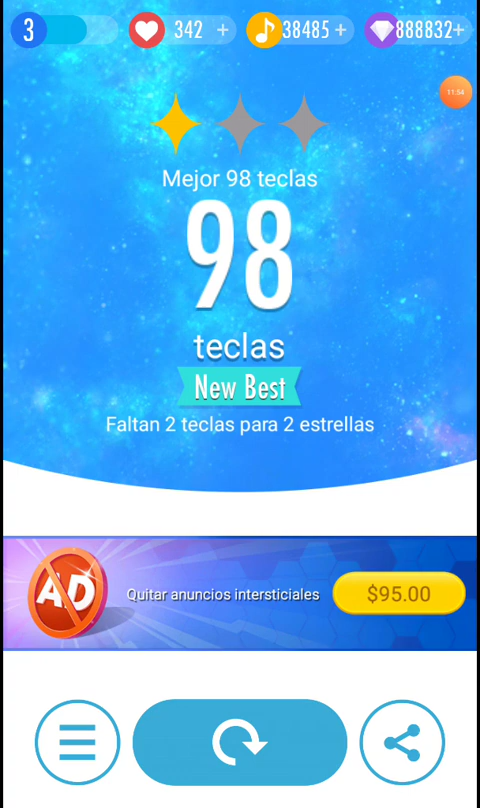 3
342 +
38485 +
888832+
11:54
Mejor 98 teclas
98
teclas
New Best
Faltan 2 teclas para 2 estrellas
AD
Quitar anuncios intersticiales
$95.00